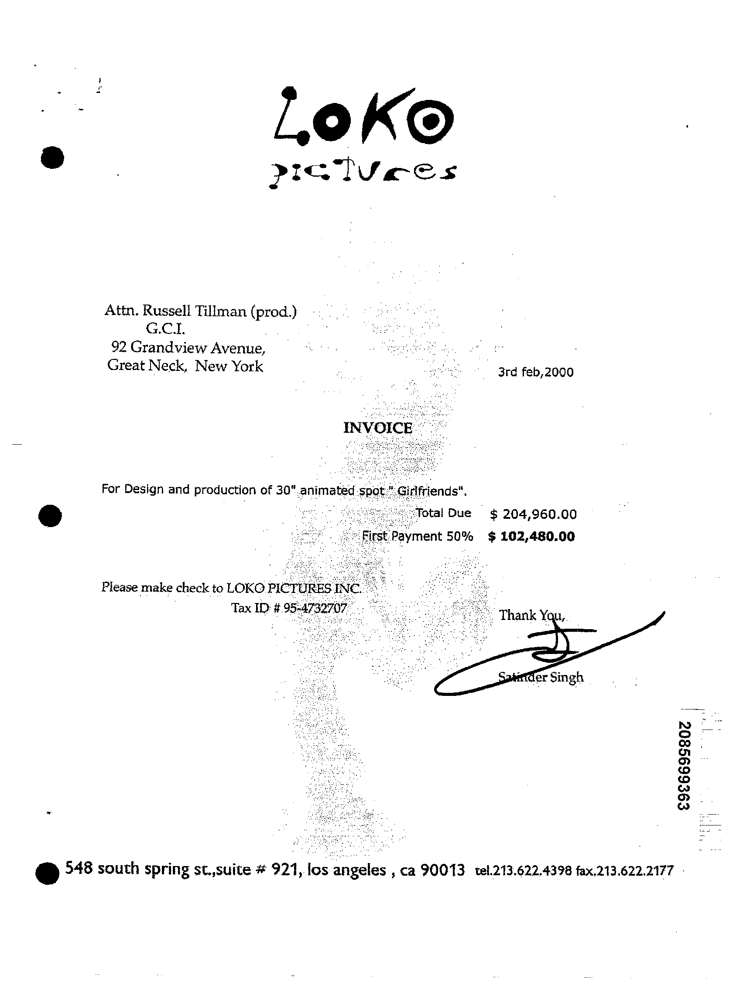 LOKO
pictures
Attn. Russell Tillman (prod.)
G.C.I.
92 Grandview Avenue,
Great Neck, New York
3rd feb,2000
INVOICE
For Design and production of 30" animated spot " Girlfriends".
Total Due $ 204,960.00
First Payment 50% $ 102,480.00
Please make check to LOKO PICTURES INC.
Tax ID # 95-4732707
Thank You,
Satinder Singh
2085699363
548 south spring st.,suite # 921, los angeles , ca 90013 tel.213.622.4398 fax.213.622.2177